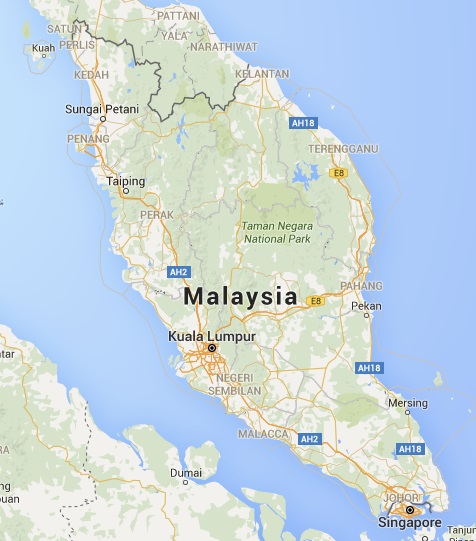 PATTANI
SATUN
YALA
Kuah
PERLIS
NARATHIWAT
KEDAH
KELANTAN
Sungai Petani
AH18
PENANG
TERENGGANU
E8
Taiping
PERAK
Taman Negara
National Park
AH2
PAHANG
Malaysia
E8
Pekan
Kuala Lumpur
AH18
NEGERI
SEMBILAN
Mersing
MALACCA
AH2
AH18
Dumai
JOHOR
Singapore